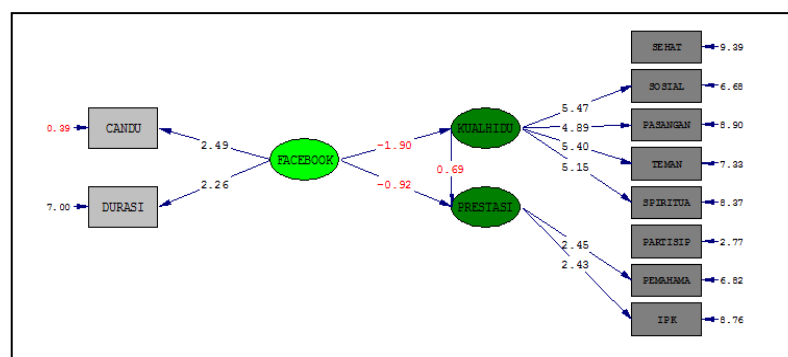 SEHAT
9.39
SOSIAL
6.68
5.47
0.39
CANDU
2.49
-1.90
KUALHIDU
4.89
PASANGAN
8.90
5.40
FACEBOOK
0.69
5.15
TEMAN
7.33
2.26
-0.92
7.00
DURASI
PRESTASI
SPIRITUA
8.37
2.45
PARTISIP
2.77
2.43
PEMAHAMA
6.82
IPK
8.76